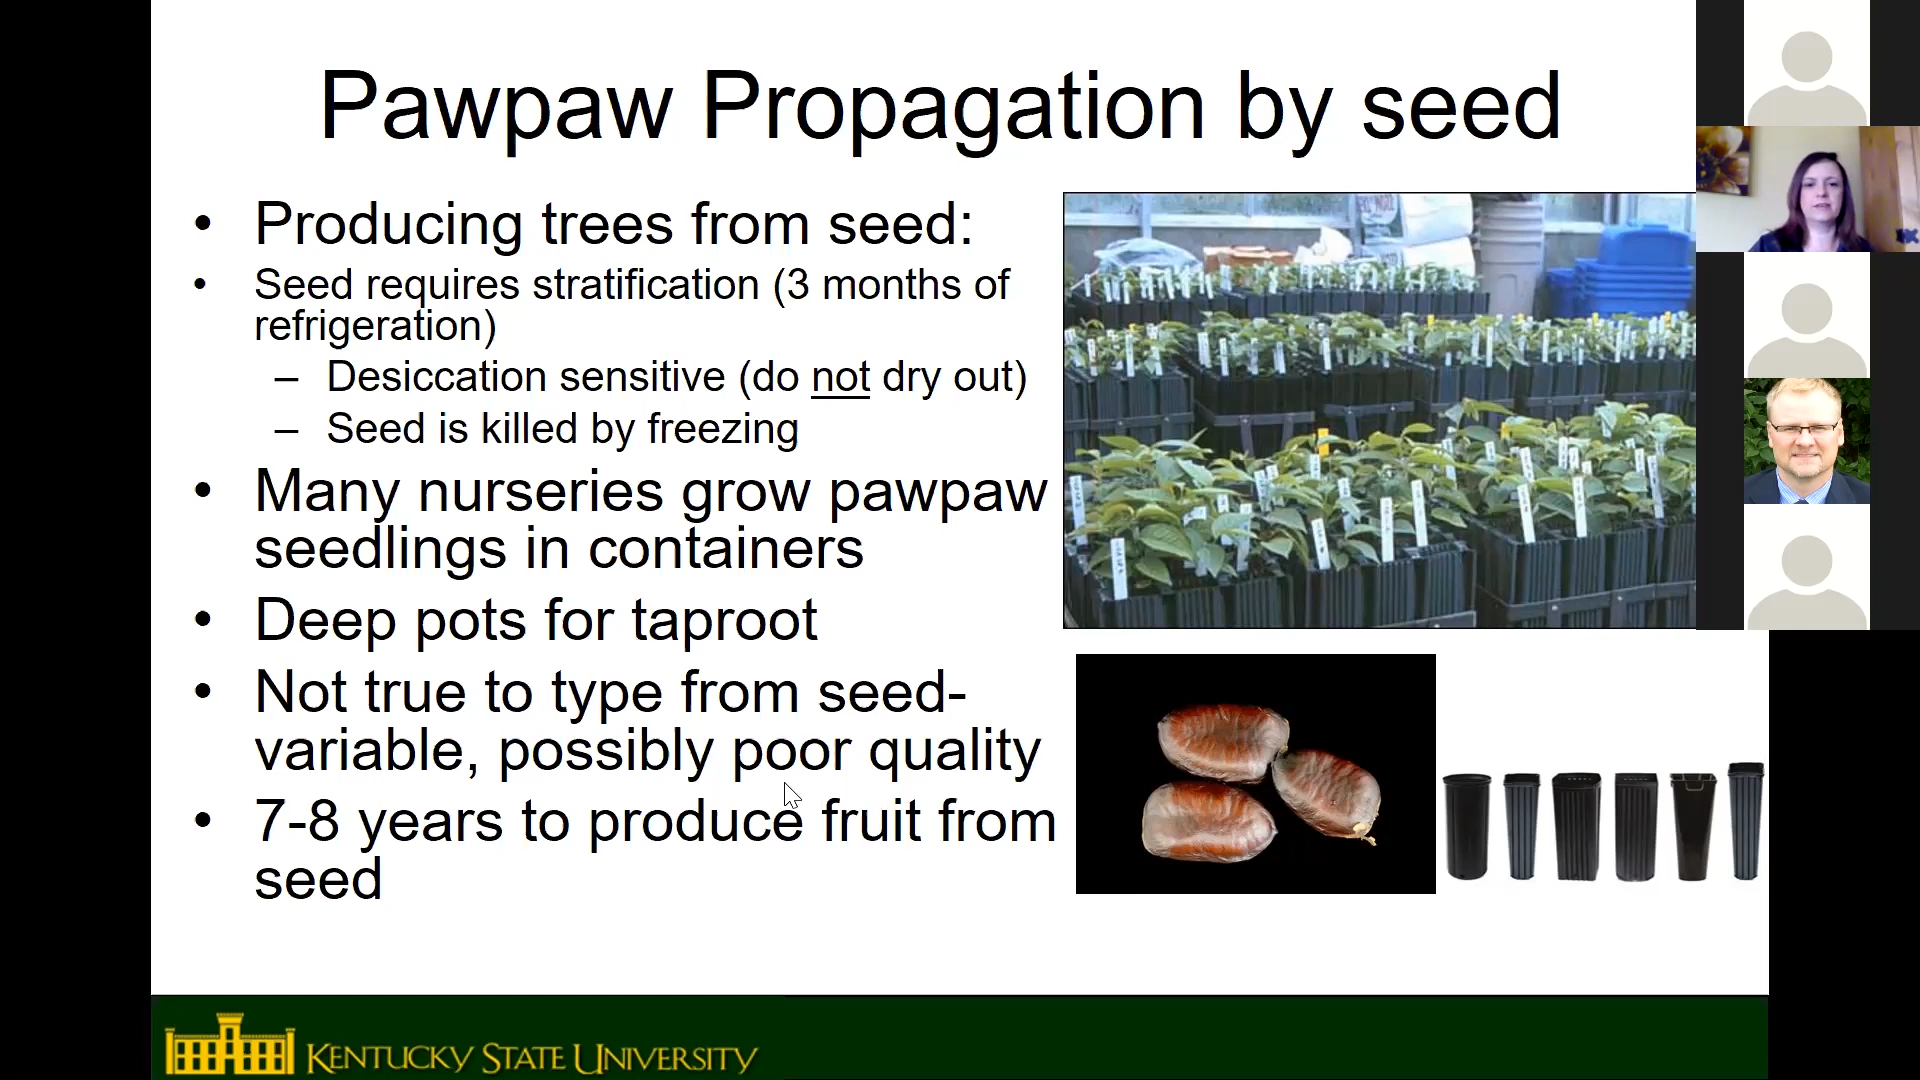 Pawpaw Propagation by seed
• Producing trees from seed:
• Seed requires stratification (3 months of
refrigeration)
– Desiccation sensitive (do not dry out)
– Seed is killed by freezing
• Many nurseries grow pawpaw
seedlings in containers
• Deep pots for taproot
• Not true to type from seed-
variable, possibly poor quality
• 7-8 years to produce fruit from
seed
KENTUCKY STATE UNIVERSITY